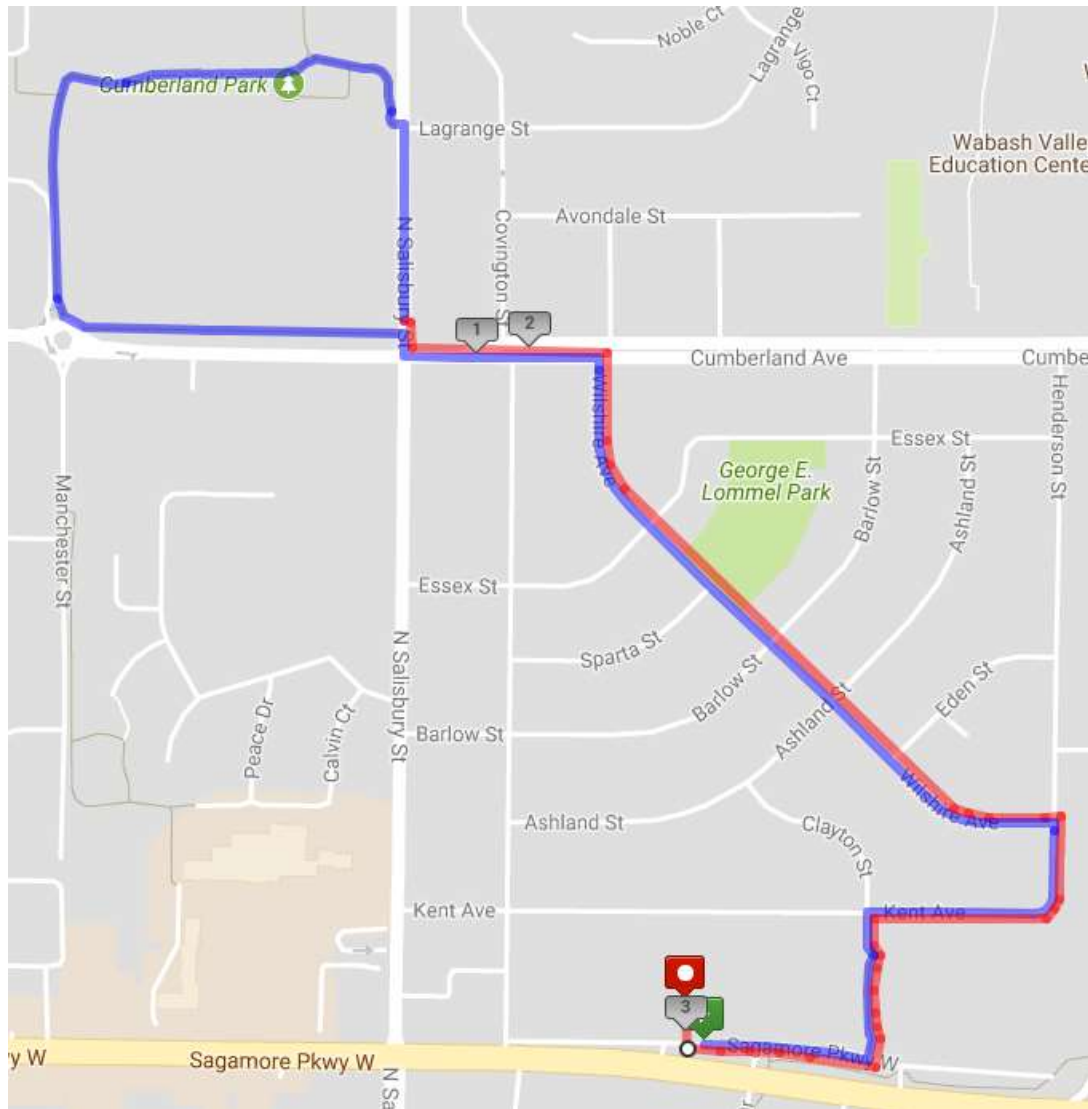 Noble Ct
Lagrange
Vigo Ct
Cumberland Park
Lagrange St
Wabash Valle
Education Cente
N Salisbury St
Covington St
Avondale St
1
2
Cumberland Ave
Cumbe
Wilshire Ave
Henderson St
Essex St
George E.
Lommel Park
Barlow St
Ashland St
Manchester St
Essex St
N Salisbury St
Sparta St
Barlow St
Eden St
Peace Dr
Calvin Ct
Barlow St
Ashland St
Wilshire Ave
Ashland St
Clayton St
Kent Ave
Kent Ave
3
Sagamore Pkwy W
y W
Sagamore Pkwy W
N Sa